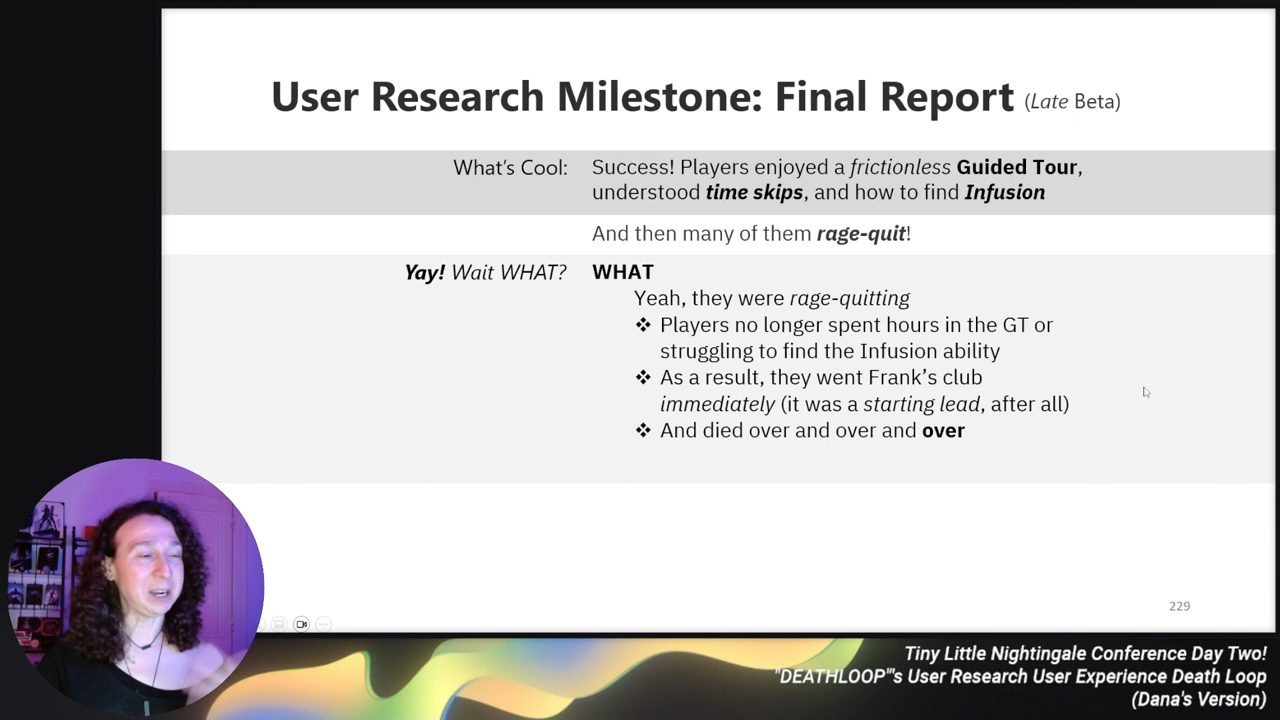 User Research Milestone: Final Report (Late Beta)
What's Cool:
Success! Players enjoyed a frictionless Guided Tour,
understood time skips, and how to find Infusion
And then many of them rage-quit!
Yay! Wait WHAT?
WHAT
Yeah, they were rage-quitting
❖ Players no longer spent hours in the GT or
struggling to find the Infusion ability
❖ As a result, they went Frank's club
immediately (it was a starting lead, after all)
❖ And died over and over and over
229
Tiny Little Nightingale Conference Day Two!
"DEATHLOOP"'s User Research User Experience Death Loop
(Dana's Version)